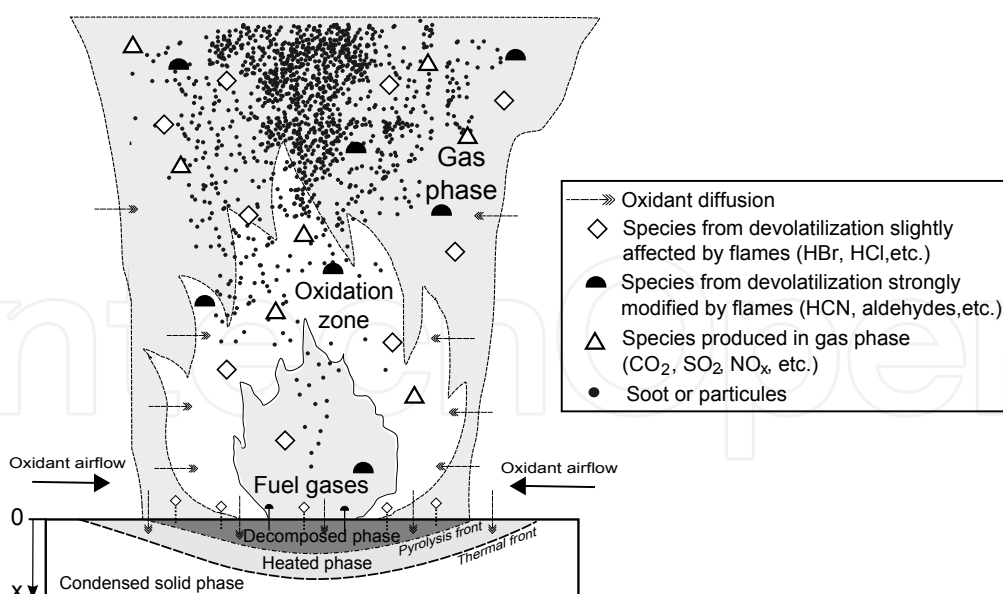 Gas
phase
Oxidation
zone
Fuel gases
Oxidant airflow
Oxidant airflow
0
Decomposed phase
Pyrolysis front
Thermal front
Heated phase
Condensed solid phase
x
Oxidant diffusion
Species from devolatilization slightly
affected by flames (HBr, HCl,etc.)
Species from devolatilization strongly
modified by flames (HCN, aldehydes,etc.)
Species produced in gas phase
(CO2, SO2, NOx, etc.)
Soot or particules
IntechOpen